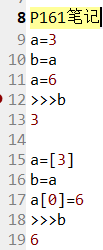 8 P161笔记
9 a=3
10 b=a
11 a=6
12 >>>b
13 3
14
15 a=[3]
16 b=a
17 a[0]=6
18 >>>b
19 6